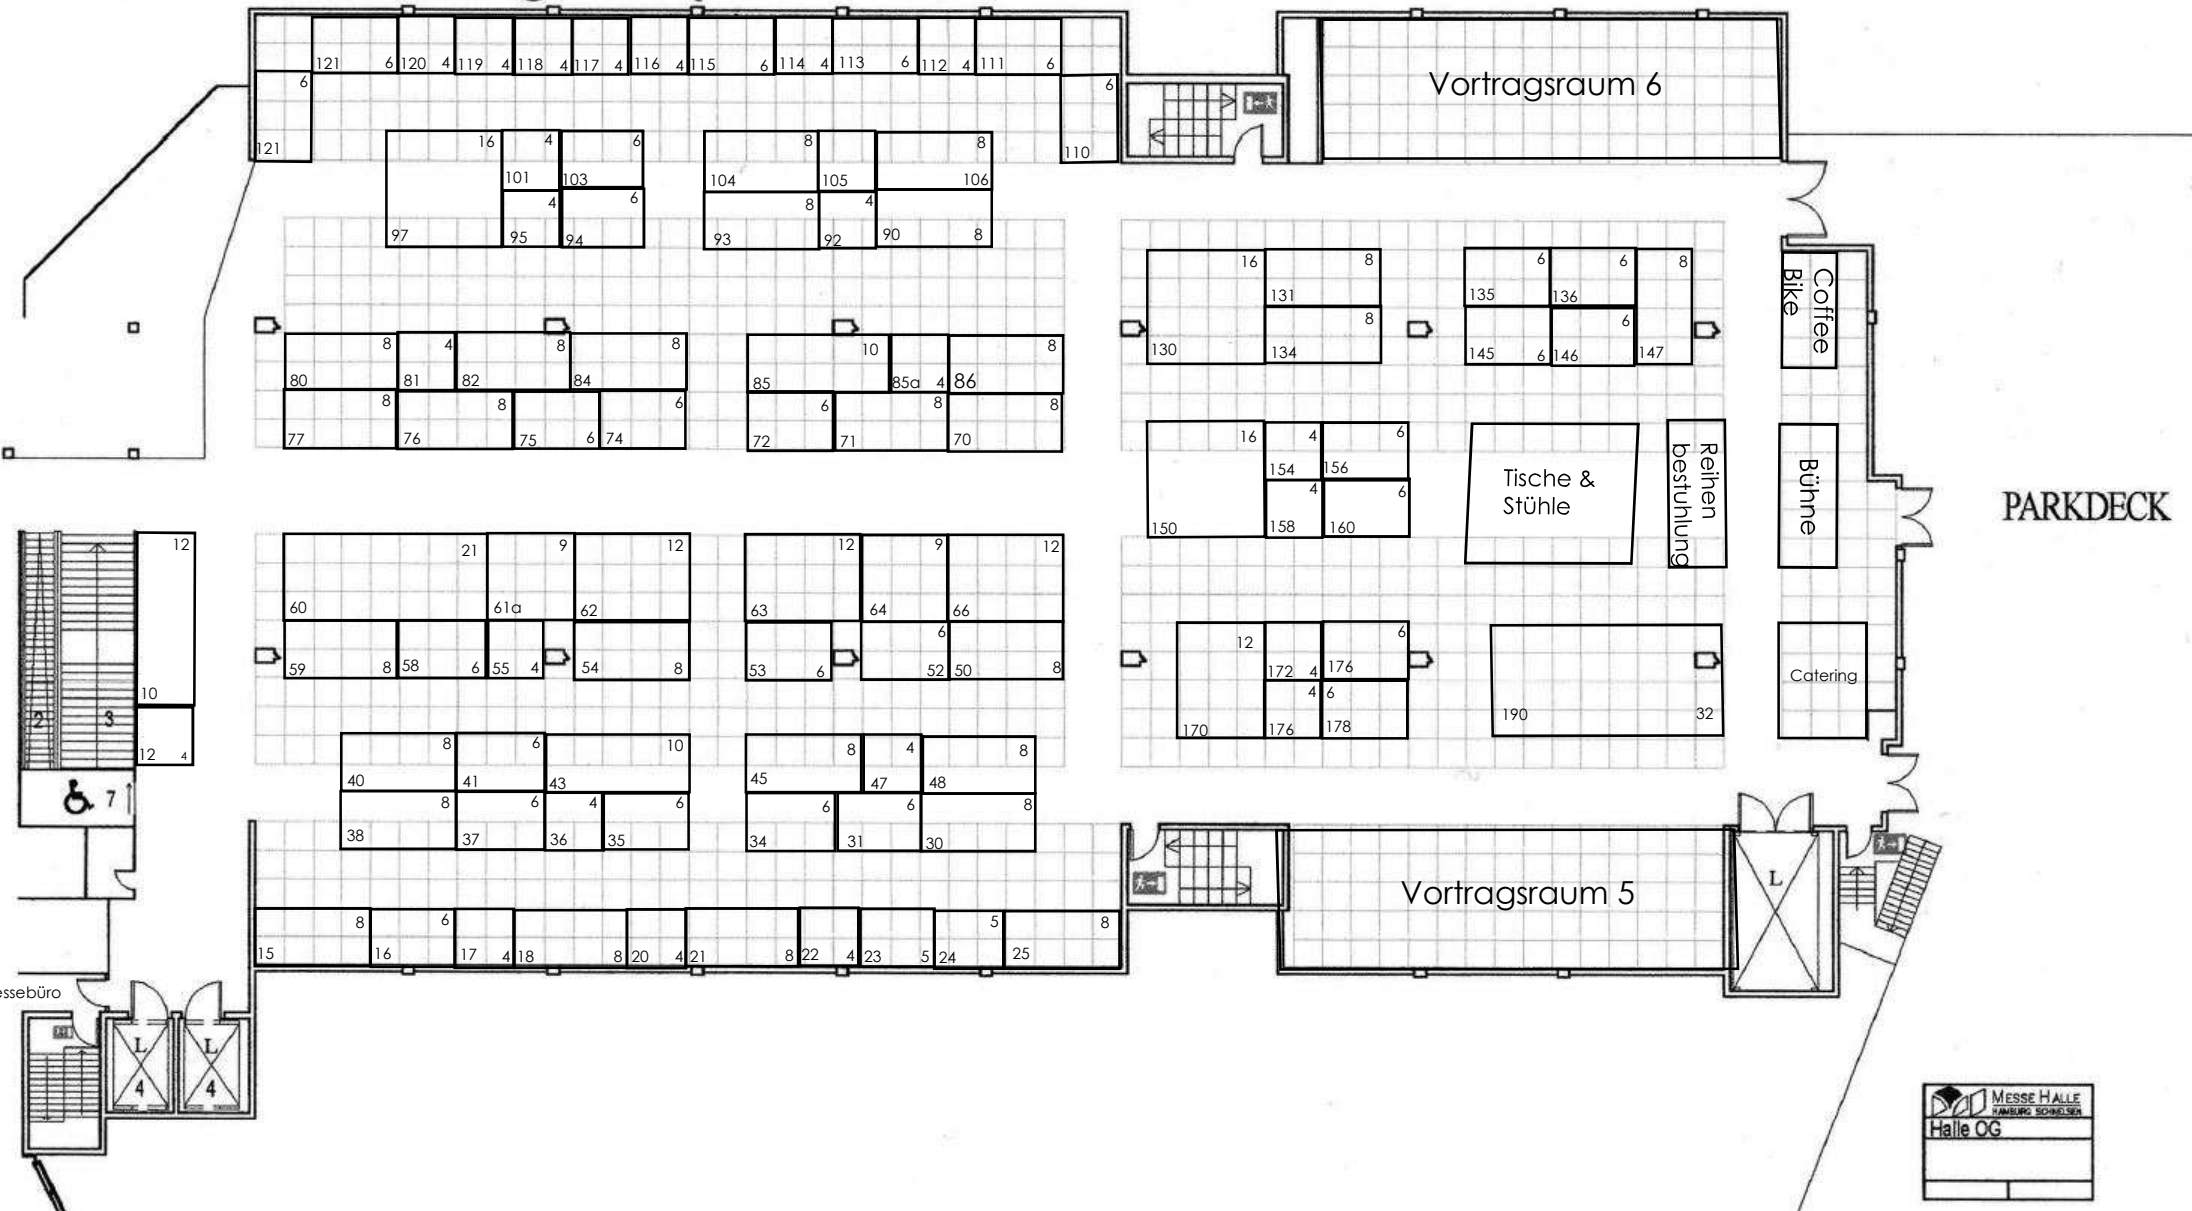 121 6 120 4 119 4 118 4 117 4 116 4 115 6 114 4 113 6 112 4 111 6
6
121
6
110
Vortragsraum 6
16 4 6
101 103
4 6
97 95 94
8 8
104 105 106
8 4
93 92 90 8
16 8
131
8
130 134
6 6 8
135 136
6
145 6 146 147
Coffee
Bike
8 4 8 8
80 81 82 84
8 8 6
77 76 75 6 74
10 8
85 85a 4 86
6 8 8
72 71 70
16 4 6
154 156
4 6
150 158 160
Tische &
Stühle
Reihen
bestuhlung
Bühne
PARKDECK
12
10
12 4
2 3
7
21 9 12
60 61a 62
59 8 58 6 55 4 54 8
12 9 12
63 64 66
6
53 6 52 50 8
12 6
172 4 176
4 6
170 176 178
190 32
Catering
8 6 10
40 41 43
8 6 4 6
38 37 36 35
8 4 8
45 47 48
6 6 8
34 31 30
Vortragsraum 5
L
8 6 5 8
15 16 17 4 18 8 20 4 21 8 22 4 23 5 24 25
essebüro
L L
4 4
MESSE HALLE
HAMBURG SCHNELSEN
Halle OG